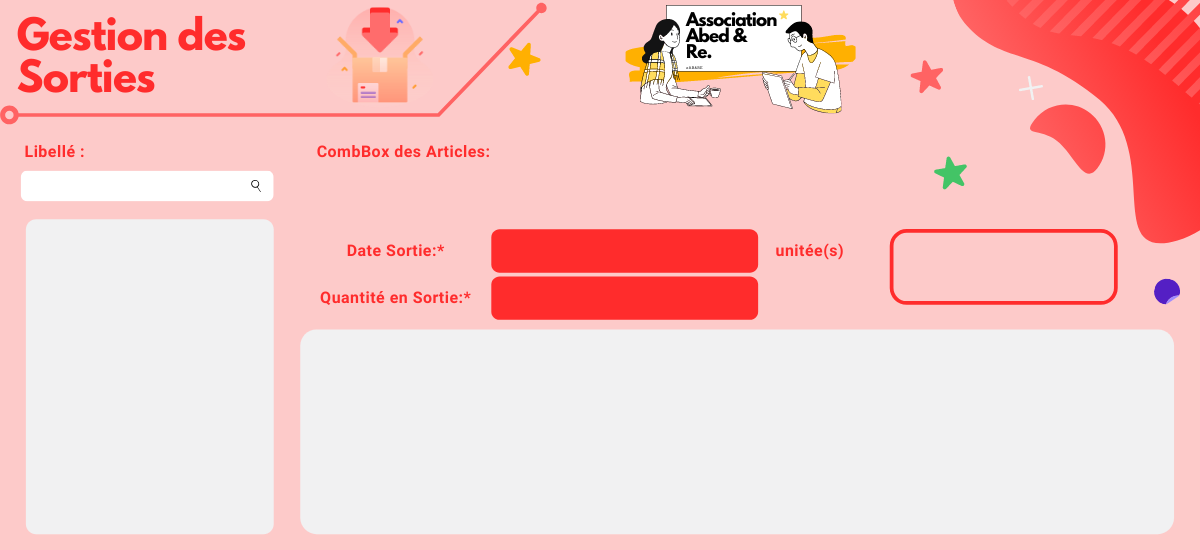 Gestion des
Sorties
Association
Abed &
Re.
Libellé :
CombBox des Articles:
Date Sortie:*
unitée(s)
Quantité en Sortie:*